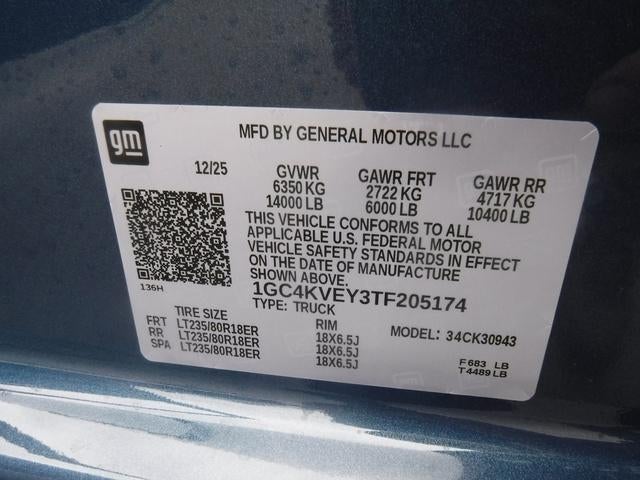 gm
MFD BY GENERAL MOTORS LLC
12/25 GVWR GAWR FRT GAWR RR
6350 KG 2722 KG 4717 KG
14000 LB 6000 LB 10400 LB
THIS VEHICLE CONFORMS TO ALL
APPLICABLE U.S. FEDERAL MOTOR
VEHICLE SAFETY STANDARDS IN EFFECT
ON THE DATE OF MANUFACTURE
SHOWN ABOVE.
136H
1GC4KVEY3TF205174
TYPE: TRUCK
TIRE SIZE RIM MODEL: 34CK30943
FRT LT235/80R18ER 18X6.5J
RR LT235/80R18ER 18X6.5J
SPA LT235/80R18ER 18X6.5J
F683 LB
T4489 LB